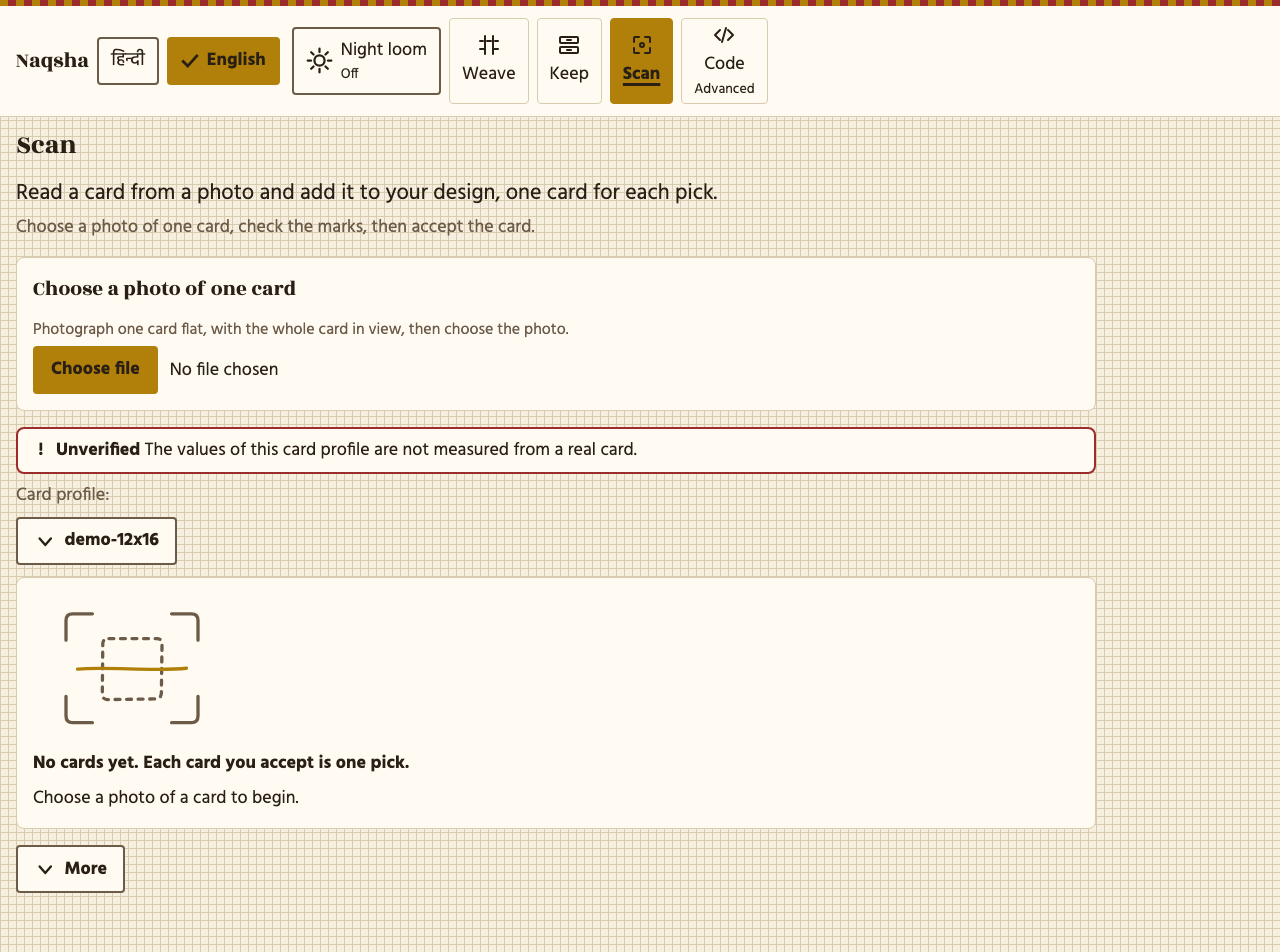 Naqsha
हिन्दी
English
Night loom
Off
Weave
Keep
Scan
Code
Advanced
Scan
Read a card from a photo and add it to your design, one card for each pick.
Choose a photo of one card, check the marks, then accept the card.
Choose a photo of one card
Photograph one card flat, with the whole card in view, then choose the photo.
Choose file No file chosen
! Unverified The values of this card profile are not measured from a real card.
Card profile:
demo-12x16
No cards yet. Each card you accept is one pick.
Choose a photo of a card to begin.
More